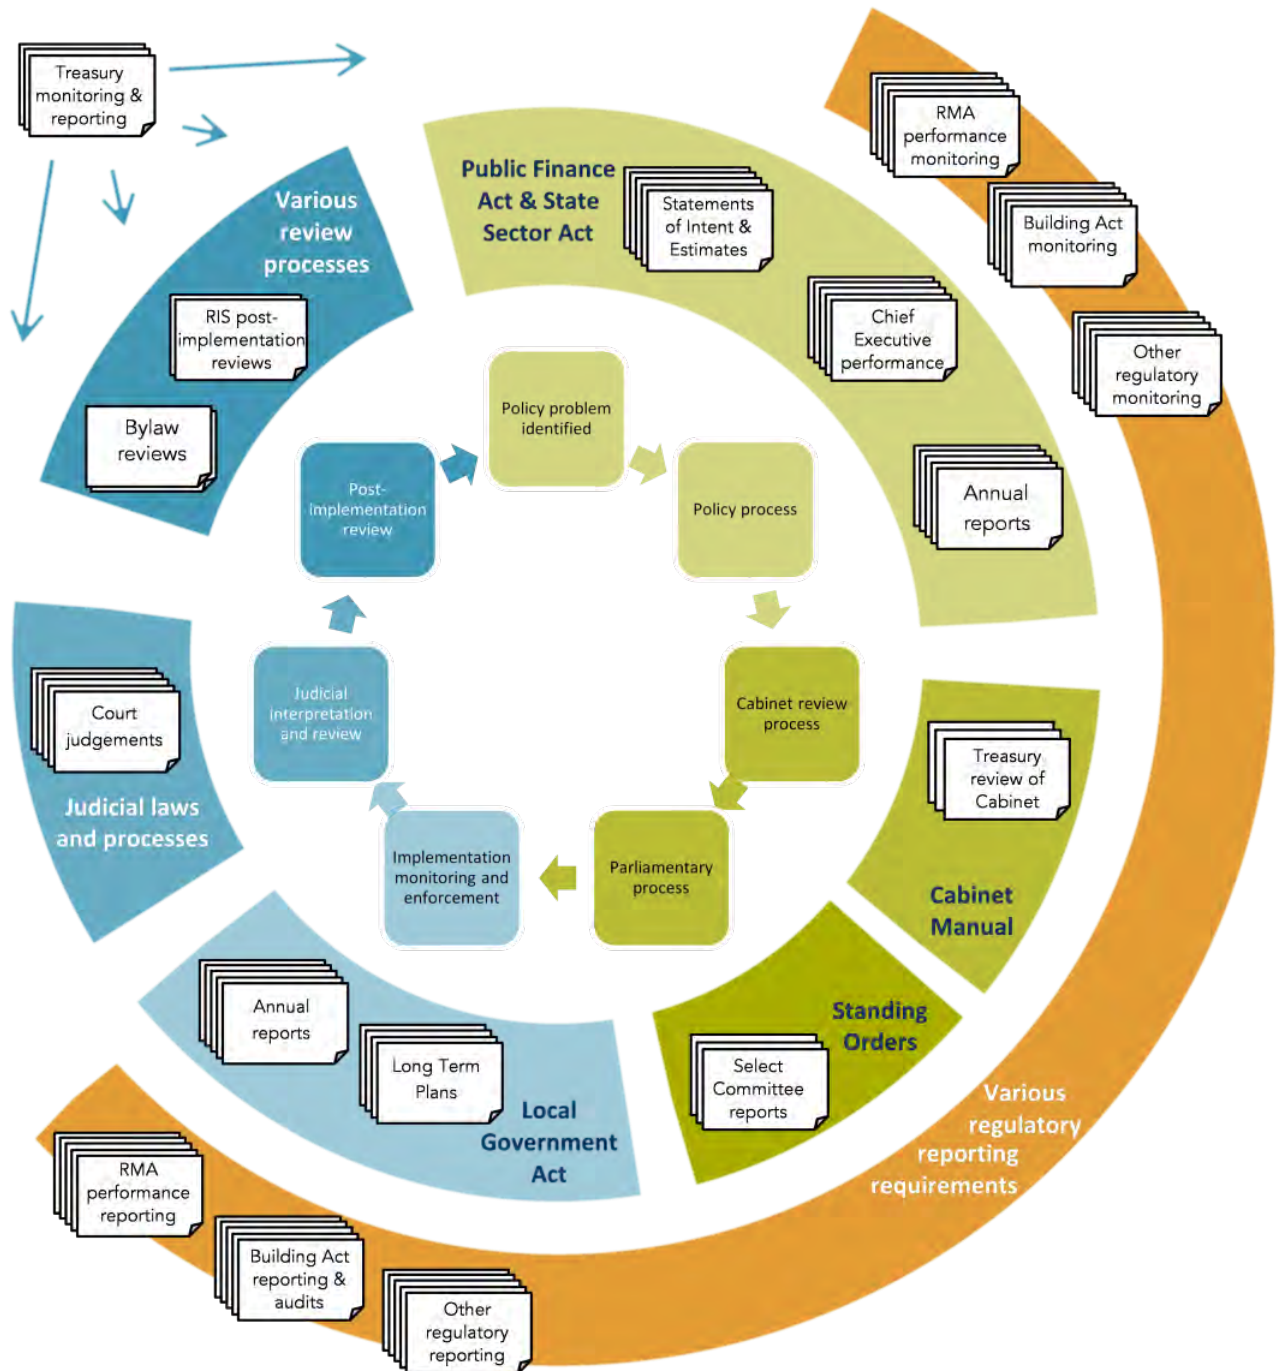 Treasury
monitoring &
reporting
Various
review
processes
RIS post-
implementation
reviews
Bylaw
reviews
Public Finance
Act & State
Sector Act
Statements
of Intent &
Estimates
Chief
Executive
performance
Annual
reports
RMA
performance
monitoring
Building Act
monitoring
Other
regulatory
monitoring
Policy problem
identified
Policy process
Cabinet review
process
Parliamentary
process
Implementation
monitoring and
enforcement
Judicial
interpretation
and review
Post-
implementation
review
Court
judgements
Judicial laws
and processes
Treasury
review of
Cabinet
Cabinet
Manual
Standing
Orders
Select
Committee
reports
Annual
reports
Long Term
Plans
Local
Government
Act
Various
regulatory
reporting
requirements
RMA
performance
reporting
Building Act
reporting &
audits
Other
regulatory
reporting